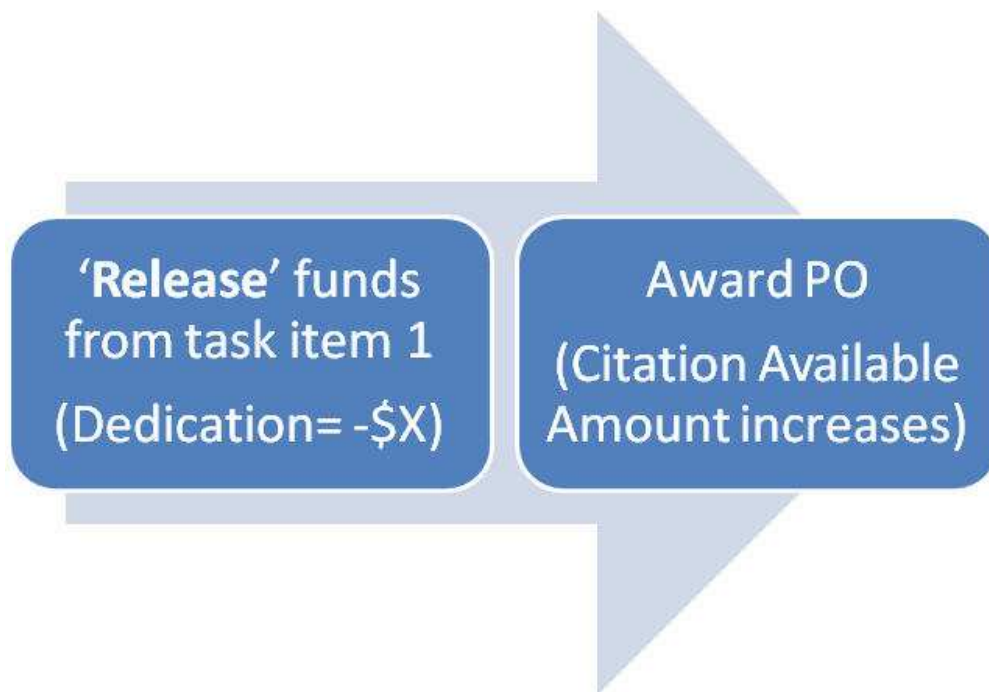 ‘Release’ funds
from task item 1
(Dedication= -$X)
Award PO
(Citation Available
Amount increases)